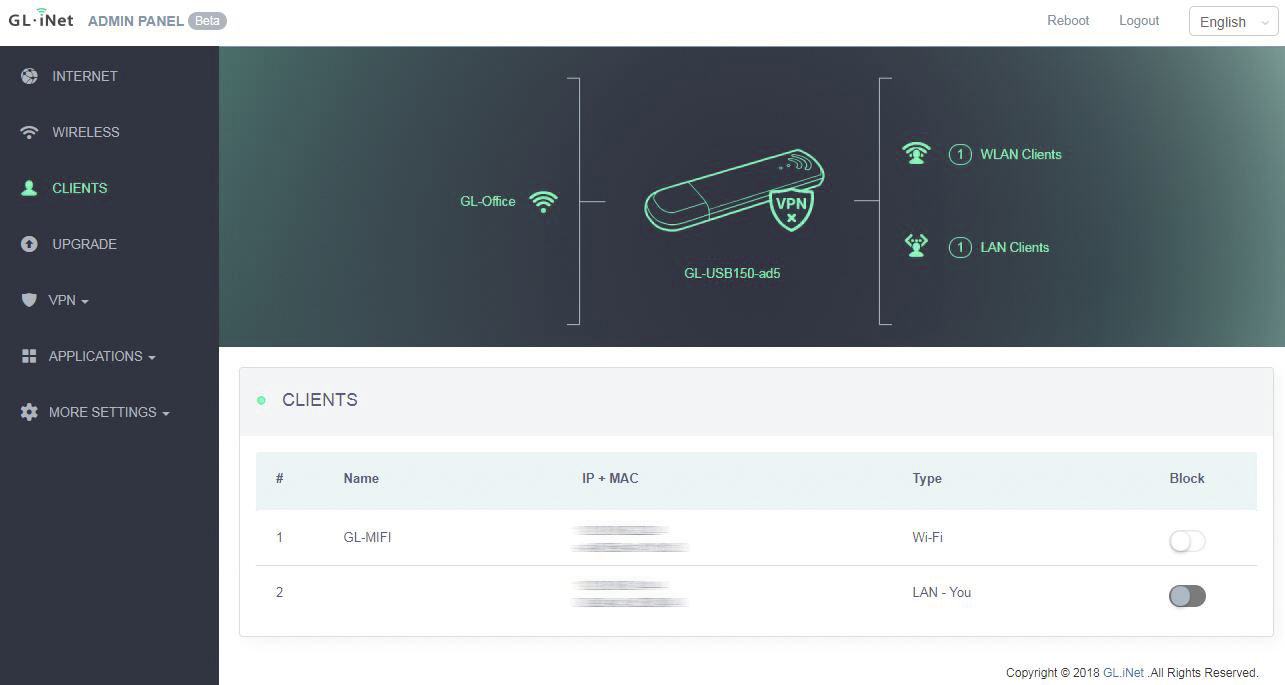 GL·iNet ADMIN PANEL Beta Reboot Logout English
INTERNET
WIRELESS
CLIENTS
UPGRADE
VPN
APPLICATIONS
MORE SETTINGS
GL-Office
VPN
x
GL-USB150-ad5
1 WLAN Clients
1 LAN Clients
CLIENTS
# Name IP + MAC Type Block
1 GL-MIFI Wi-Fi
2 LAN - You
Copyright © 2018 GL.iNet .All Rights Reserved.